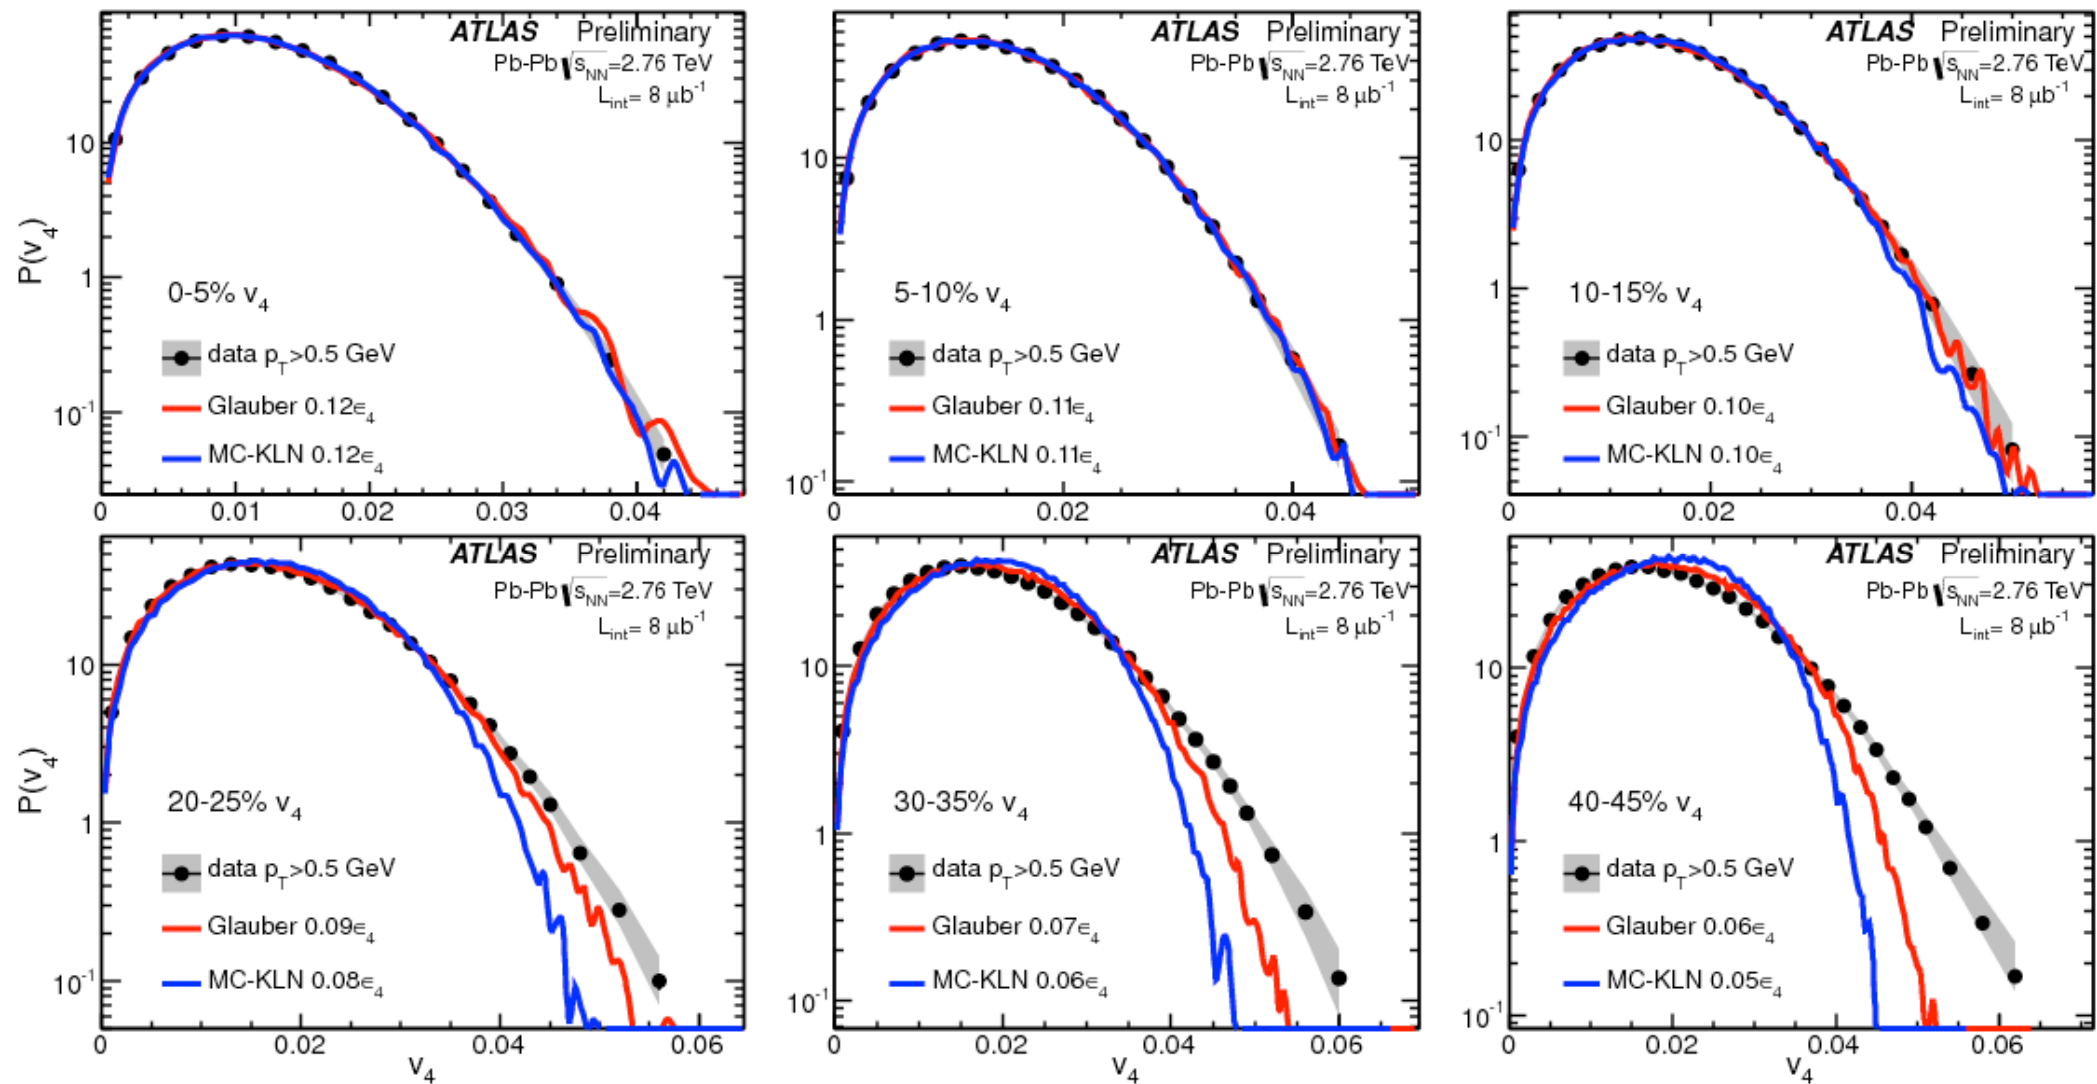 ATLAS Preliminary
Pb-Pb √sNN=2.76 TeV
Lint= 8 μb-1
P(v4)
10
1
10-1
0-5% v4
data pT>0.5 GeV
Glauber 0.12ϵ4
MC-KLN 0.12ϵ4
0 0.01 0.02 0.03 0.04
ATLAS Preliminary
Pb-Pb √sNN=2.76 TeV
Lint= 8 μb-1
10
1
10-1
5-10% v4
data pT>0.5 GeV
Glauber 0.11ϵ4
MC-KLN 0.11ϵ4
0 0.02 0.04
ATLAS Preliminary
Pb-Pb √sNN=2.76 TeV
Lint= 8 μb-1
10
1
10-1
10-15% v4
data pT>0.5 GeV
Glauber 0.10ϵ4
MC-KLN 0.10ϵ4
0 0.02 0.04
ATLAS Preliminary
Pb-Pb √sNN=2.76 TeV
Lint= 8 μb-1
P(v4)
10
1
10-1
20-25% v4
data pT>0.5 GeV
Glauber 0.09ϵ4
MC-KLN 0.08ϵ4
0 0.02 0.04 0.06
v4
ATLAS Preliminary
Pb-Pb √sNN=2.76 TeV
Lint= 8 μb-1
10
1
10-1
30-35% v4
data pT>0.5 GeV
Glauber 0.07ϵ4
MC-KLN 0.06ϵ4
0 0.02 0.04 0.06
v4
ATLAS Preliminary
Pb-Pb √sNN=2.76 TeV
Lint= 8 μb-1
10
1
10-1
40-45% v4
data pT>0.5 GeV
Glauber 0.06ϵ4
MC-KLN 0.05ϵ4
0 0.02 0.04 0.06
v4